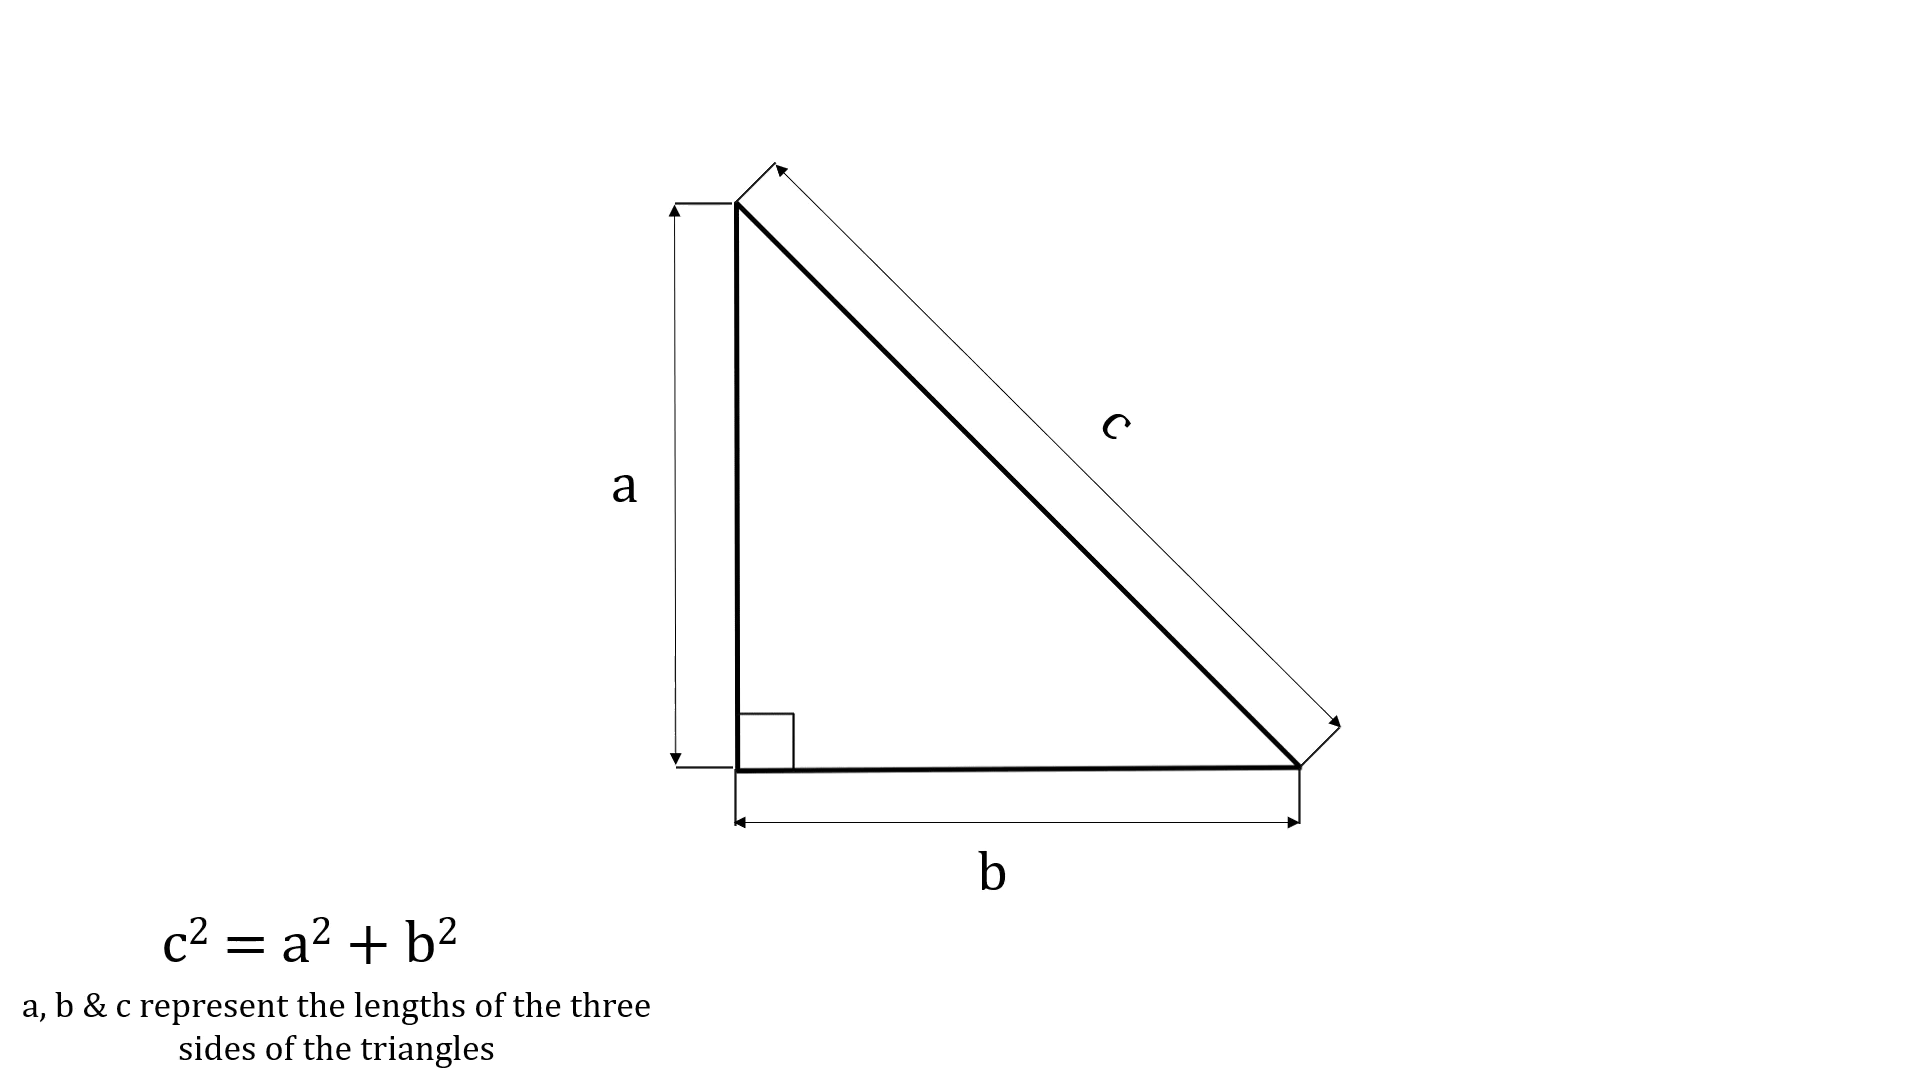 c
a
b
c² = a² + b²
a, b & c represent the lengths of the three
sides of the triangles